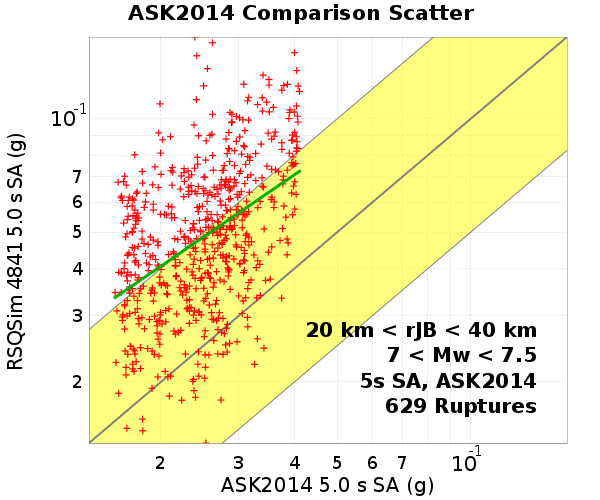 ASK2014 Comparison Scatter
RSQSim 4841 5.0 s SA (g)
10-1
7
6
5
4
3
2
20 km < rJB < 40 km
7 < Mw < 7.5
5s SA, ASK2014
629 Ruptures
2 3 4 5 6 7 10-1
ASK2014 5.0 s SA (g)